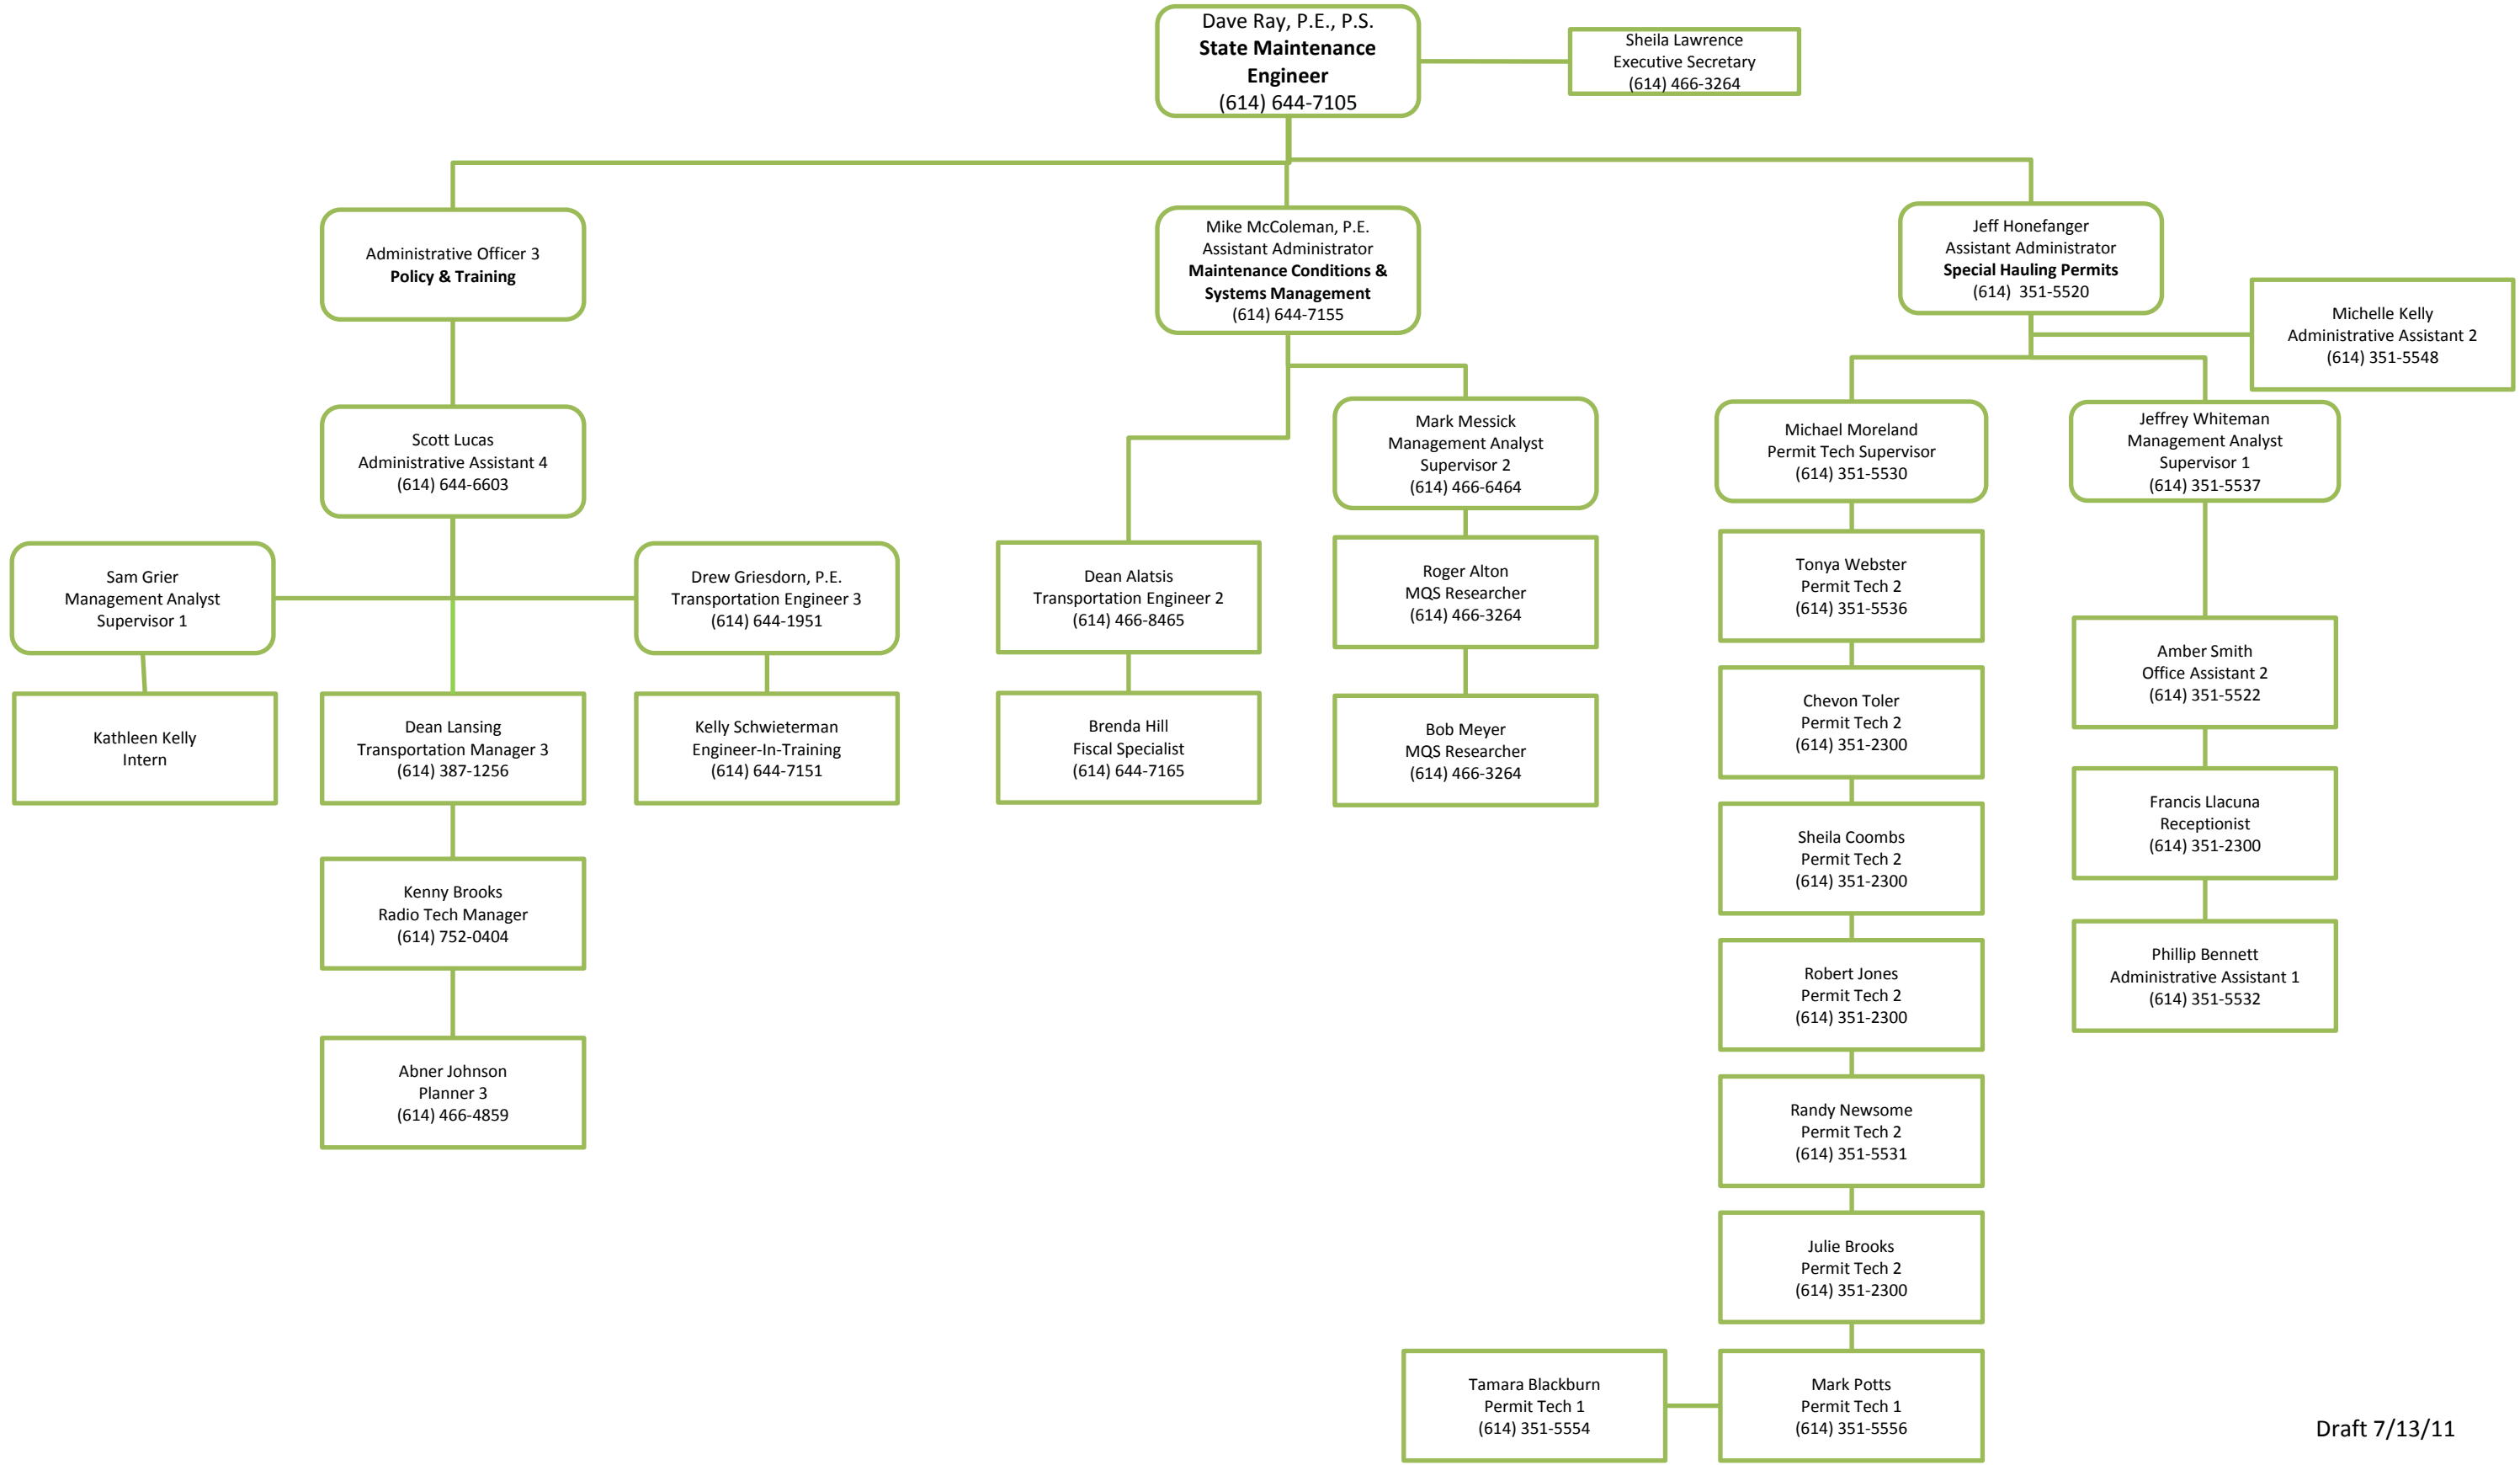 Dave Ray, P.E., P.S.
State Maintenance
Engineer
(614) 644-7105
Sheila Lawrence
Executive Secretary
(614) 466-3264
Administrative Officer 3
Policy & Training
Mike McColeman, P.E.
Assistant Administrator
Maintenance Conditions &
Systems Management
(614) 644-7155
Jeff Honefanger
Assistant Administrator
Special Hauling Permits
(614) 351-5520
Michelle Kelly
Administrative Assistant 2
(614) 351-5548
Scott Lucas
Administrative Assistant 4
(614) 644-6603
Mark Messick
Management Analyst
Supervisor 2
(614) 466-6464
Michael Moreland
Permit Tech Supervisor
(614) 351-5530
Jeffrey Whiteman
Management Analyst
Supervisor 1
(614) 351-5537
Sam Grier
Management Analyst
Supervisor 1
Drew Griesdorn, P.E.
Transportation Engineer 3
(614) 644-1951
Dean Alatsis
Transportation Engineer 2
(614) 466-8465
Roger Alton
MQS Researcher
(614) 466-3264
Tonya Webster
Permit Tech 2
(614) 351-5536
Amber Smith
Office Assistant 2
(614) 351-5522
Kathleen Kelly
Intern
Dean Lansing
Transportation Manager 3
(614) 387-1256
Kelly Schwieterman
Engineer-In-Training
(614) 644-7151
Brenda Hill
Fiscal Specialist
(614) 644-7165
Bob Meyer
MQS Researcher
(614) 466-3264
Chevon Toler
Permit Tech 2
(614) 351-2300
Francis Llacuna
Receptionist
(614) 351-2300
Sheila Coombs
Permit Tech 2
(614) 351-2300
Kenny Brooks
Radio Tech Manager
(614) 752-0404
Robert Jones
Permit Tech 2
(614) 351-2300
Phillip Bennett
Administrative Assistant 1
(614) 351-5532
Abner Johnson
Planner 3
(614) 466-4859
Randy Newsome
Permit Tech 2
(614) 351-5531
Julie Brooks
Permit Tech 2
(614) 351-2300
Tamara Blackburn
Permit Tech 1
(614) 351-5554
Mark Potts
Permit Tech 1
(614) 351-5556
Draft 7/13/11